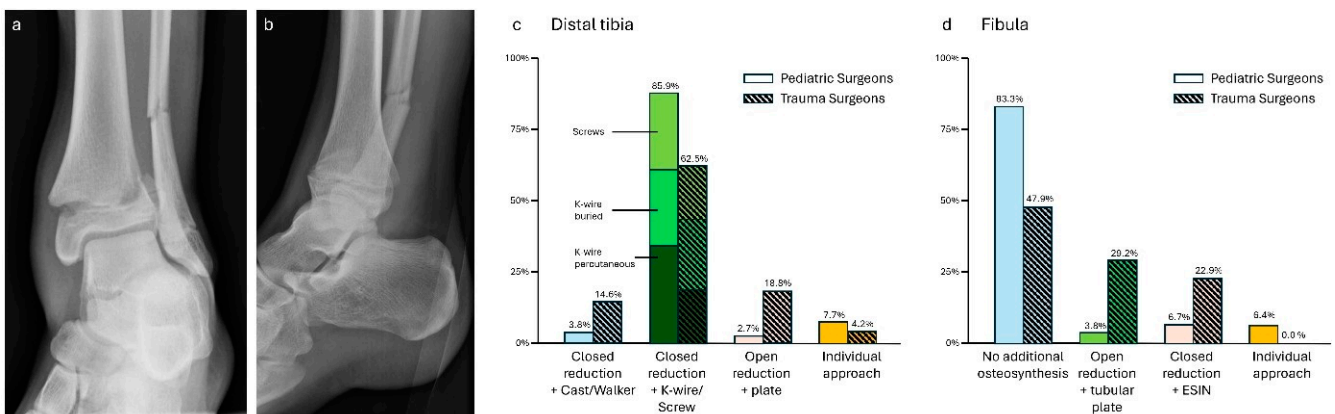 a
b
c Distal tibia
100%
75%
50%
25%
0%
Pediatric Surgeons
Trauma Surgeons
Screws
K-wire
buried
K-wire
percutaneous
3.8%
14.6%
85.9%
62.5%
2.7%
18.8%
7.7%
4.2%
Closed
reduction
+ Cast/Walker
Closed
reduction
+ K-wire/
Screw
Open
reduction
+ plate
Individual
approach
d Fibula
100%
75%
50%
25%
0%
Pediatric Surgeons
Trauma Surgeons
83.3%
47.9%
3.8%
29.2%
6.7%
22.9%
6.4%
0.0%
No additional
osteosynthesis
Open
reduction
+ tubular
plate
Closed
reduction
+ ESIN
Individual
approach